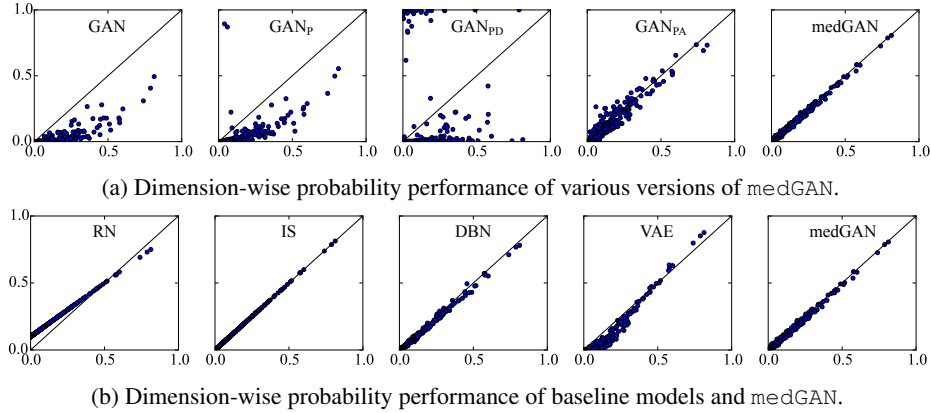 GAN GAN_P GAN_PD GAN_PA medGAN
1.0
0.5
0.0
0.0 0.5 1.0 0.0 0.5 1.0 0.0 0.5 1.0 0.0 0.5 1.0 0.0 0.5 1.0
(a) Dimension-wise probability performance of various versions of medGAN.
RN IS DBN VAE medGAN
1.0
0.5
0.0
0.0 0.5 1.0 0.0 0.5 1.0 0.0 0.5 1.0 0.0 0.5 1.0 0.0 0.5 1.0
(b) Dimension-wise probability performance of baseline models and medGAN.